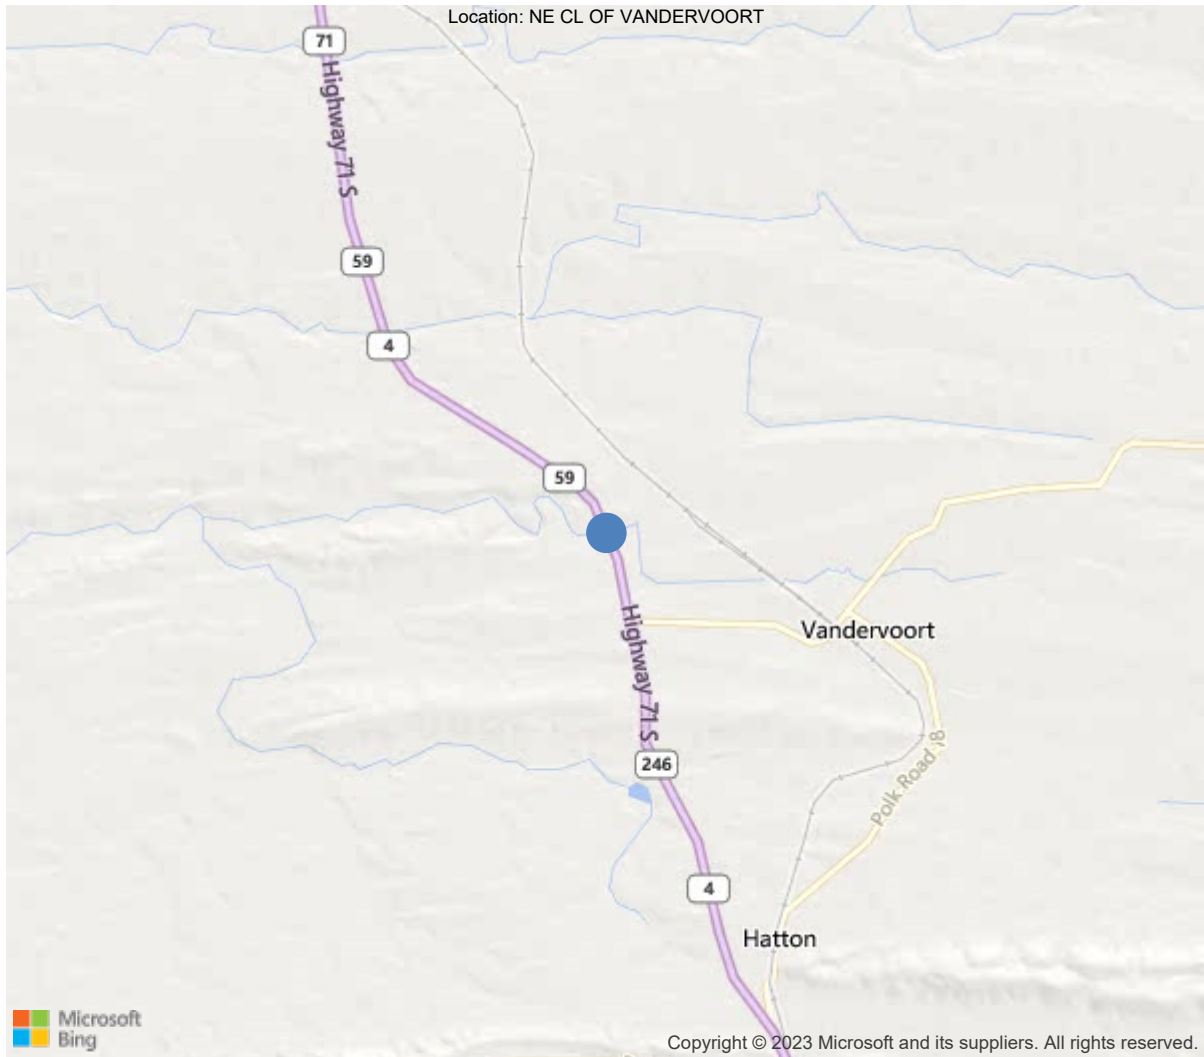 Location: NE CL OF VANDERVOORT
71
Highway 71 S
59
4
59
Vandervoort
Highway 71 S
246
Polk Road 18
4
Hatton
Microsoft
Bing
Copyright © 2023 Microsoft and its suppliers. All rights reserved.